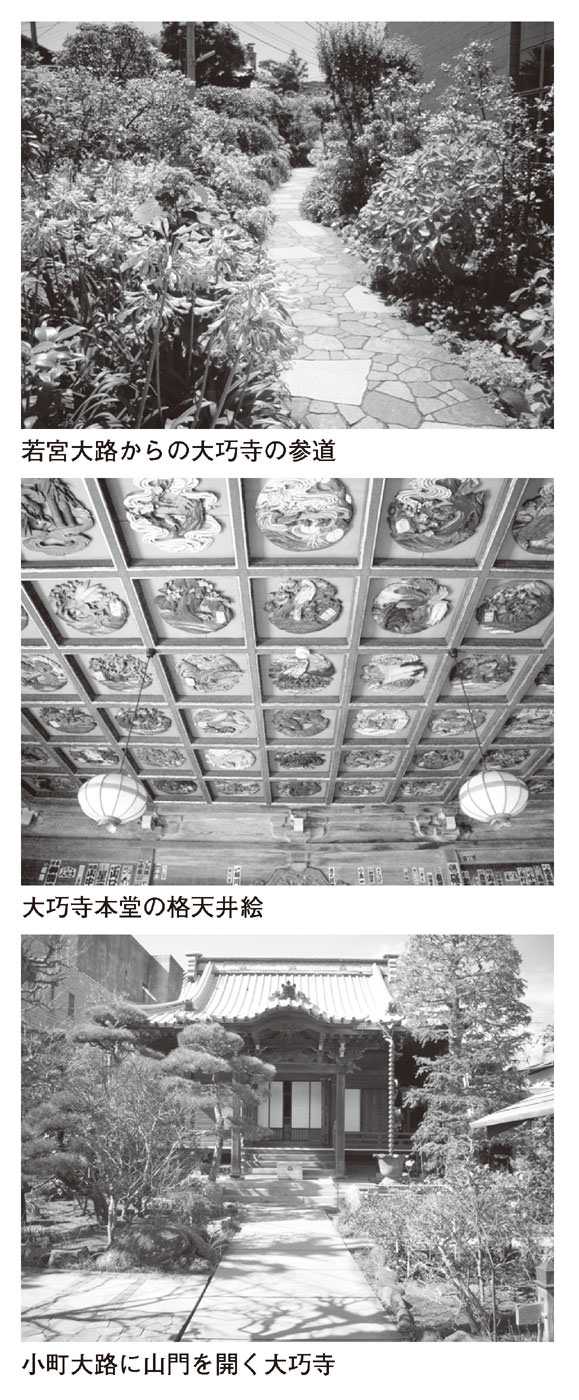 若宮大路からの大巧寺の参道
大巧寺本堂の格天井絵
小町大路に山門を開く大巧寺